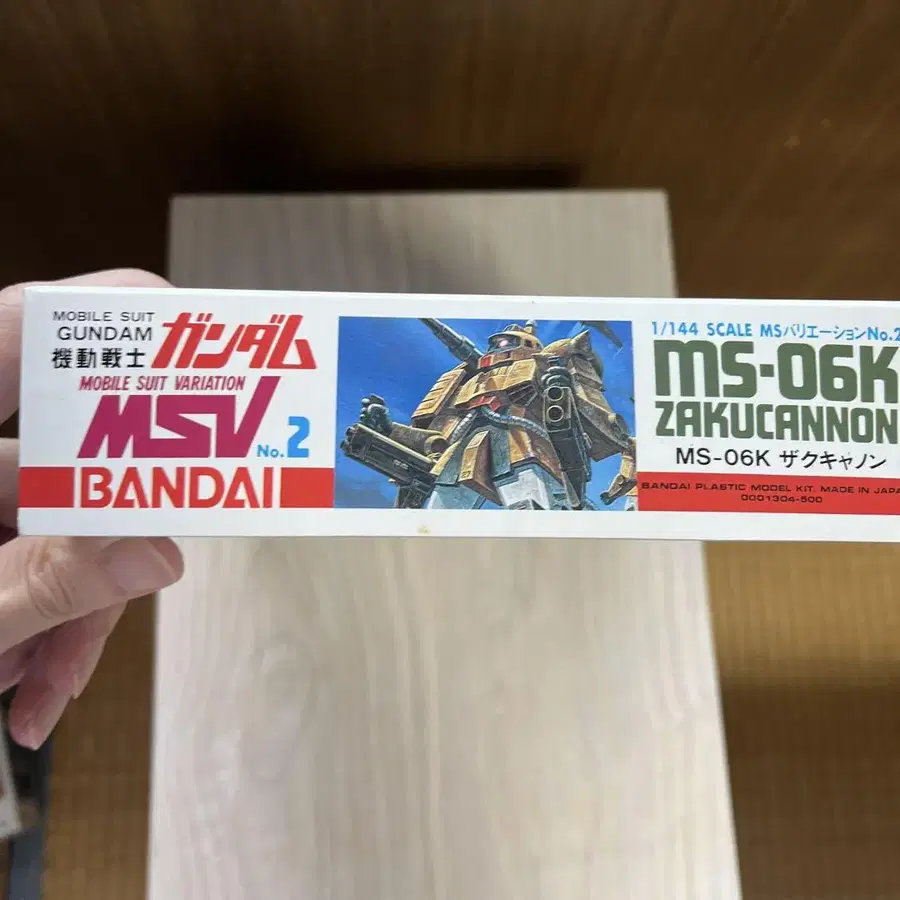 MOBILE SUIT
GUNDAM
機動戦士
ガンダム
MOBILE SUIT VARIATION
MSV No.2
BANDAI
1/144 SCALE MSバリエーションNo.2
MS-06K
ZAKUCANNON
MS-06K ザクキャノン
BANDAI PLASTIC MODEL KIT. MADE IN JAPA
0001304-500